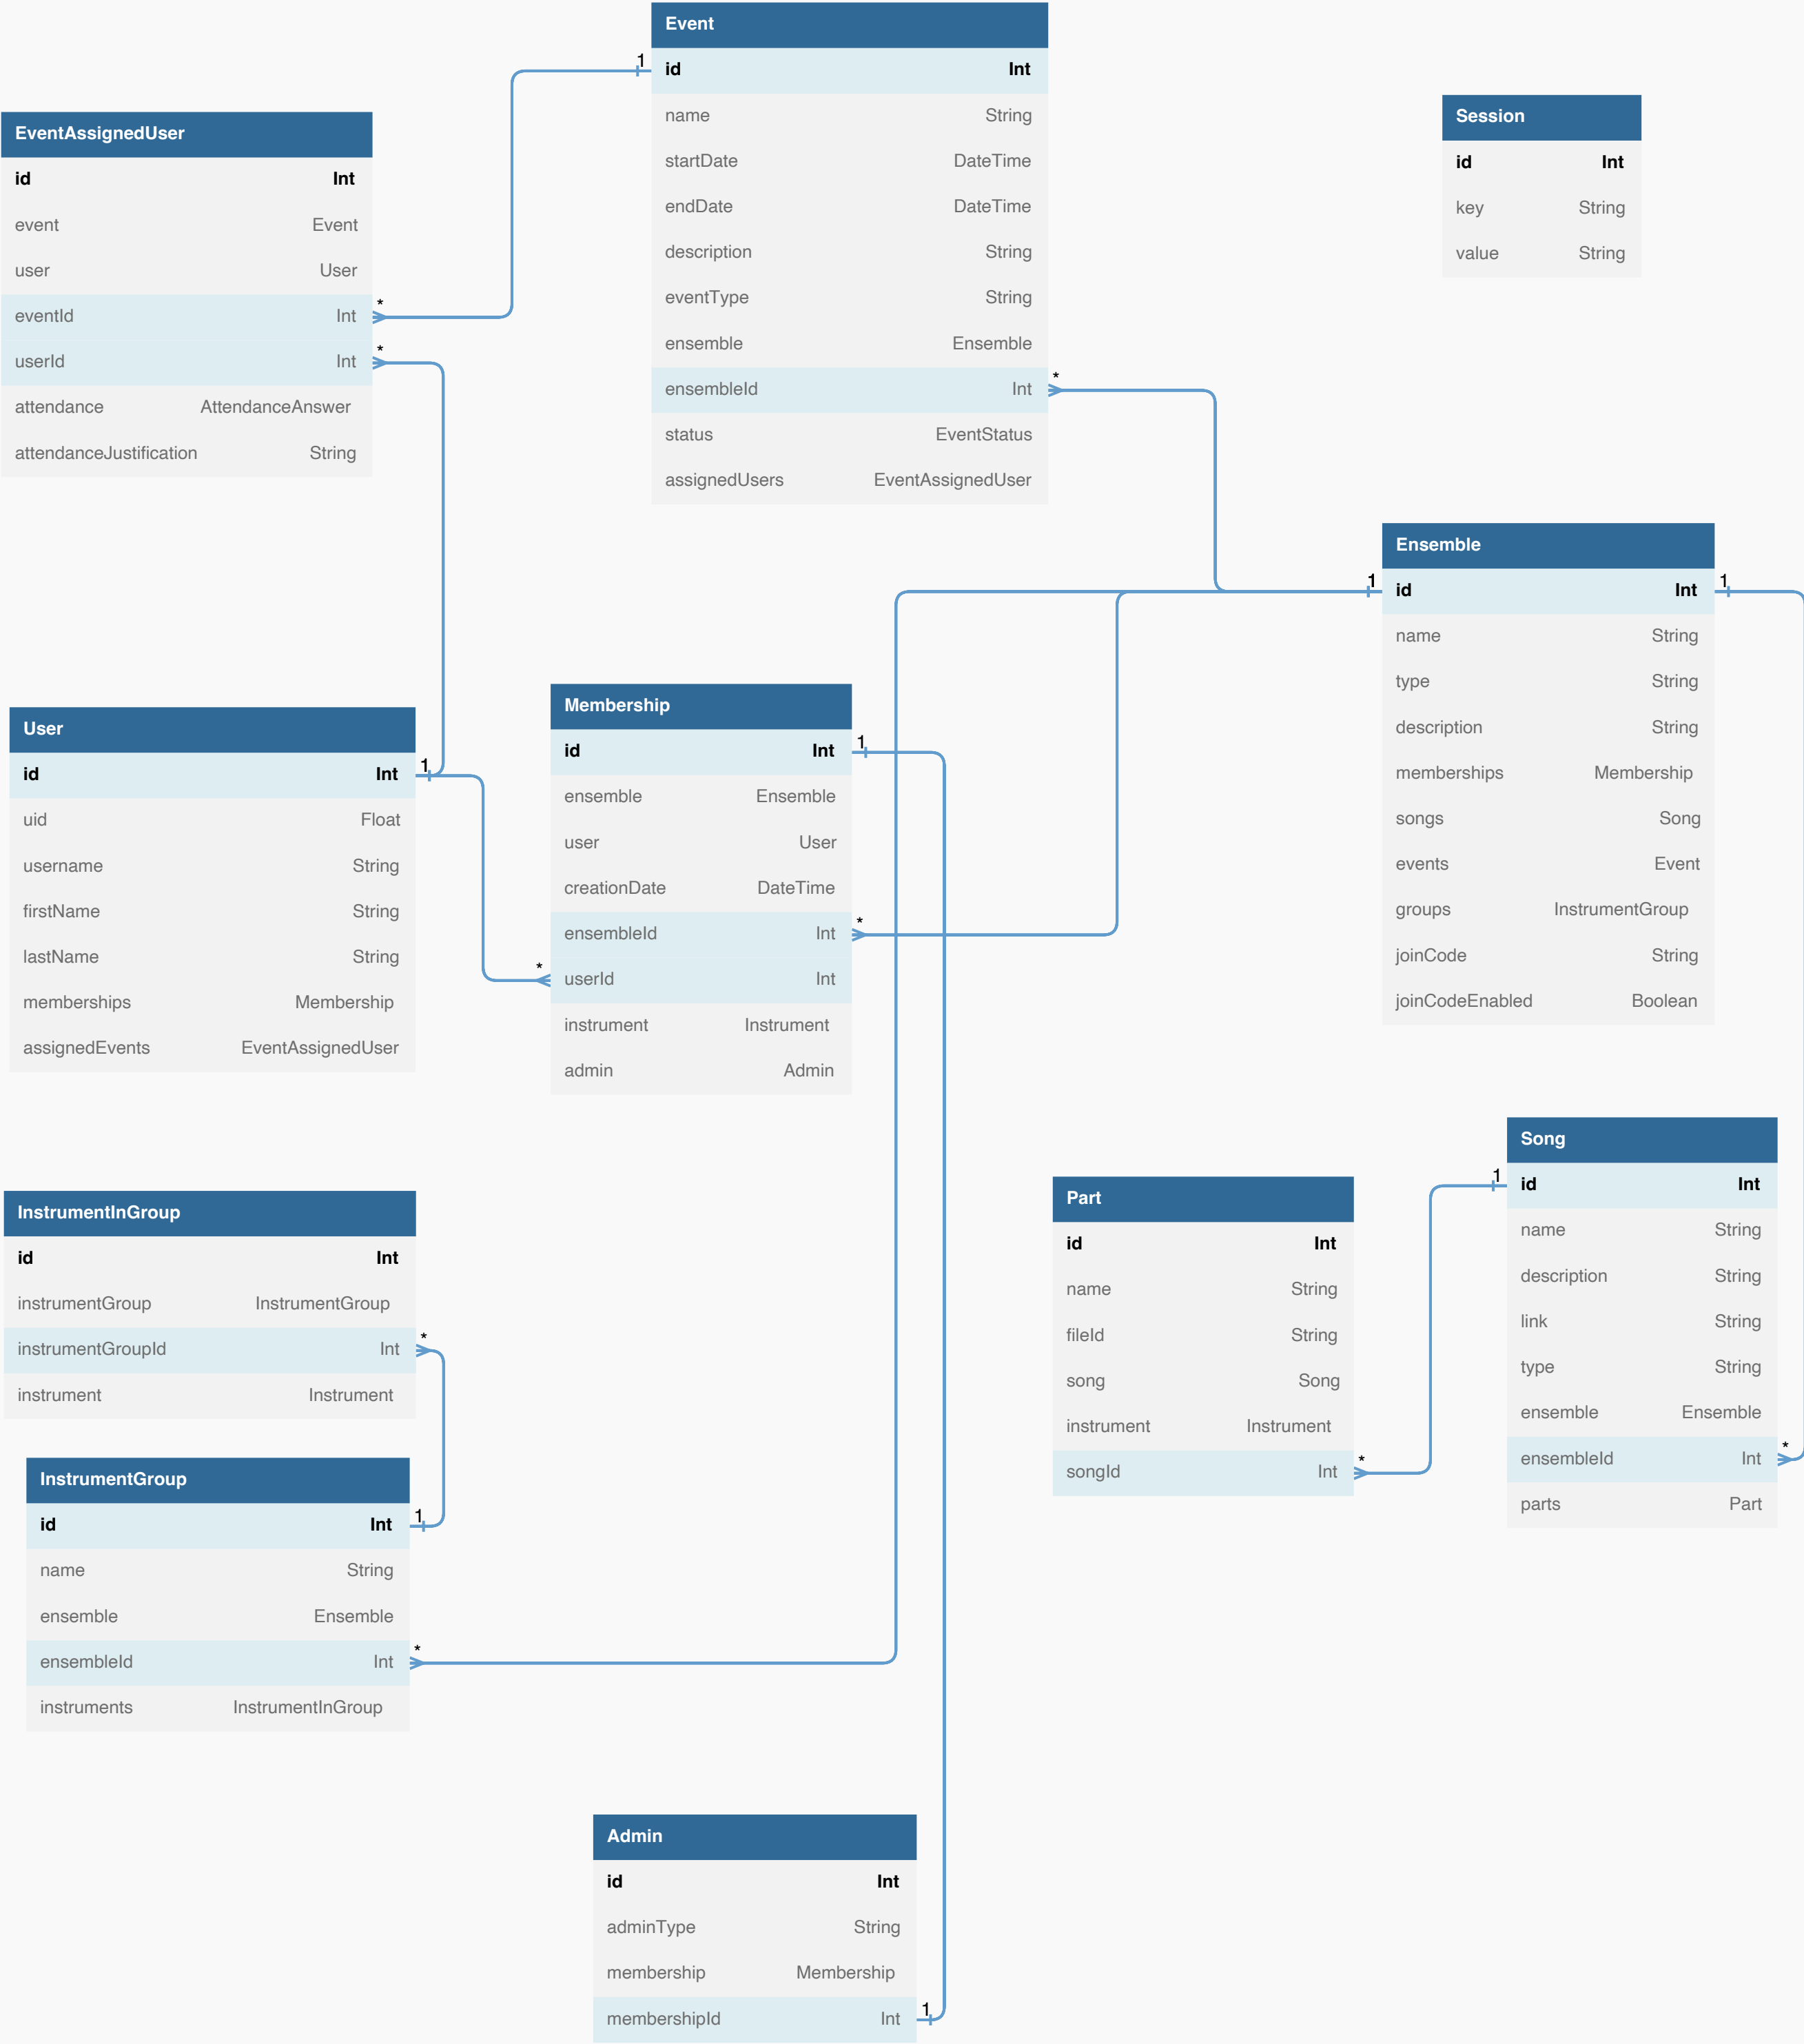 Event
1
id Int
name String
startDate DateTime
endDate DateTime
description String
eventType String
ensemble Ensemble
ensembleId Int *
status EventStatus
assignedUsers EventAssignedUser
Session
id Int
key String
value String
EventAssignedUser
id Int
event Event
user User
eventId Int *
userId Int *
attendance AttendanceAnswer
attendanceJustification String
Ensemble
1 id Int 1
name String
type String
description String
memberships Membership
songs Song
events Event
groups InstrumentGroup
joinCode String
joinCodeEnabled Boolean
User
id Int 1
uid Float
username String
firstName String
lastName String
memberships Membership
assignedEvents EventAssignedUser
Membership
id Int 1
ensemble Ensemble
user User
creationDate DateTime
ensembleId Int *
* userId Int
instrument Instrument
admin Admin
Song
1 id Int
name String
description String
link String
type String
ensemble Ensemble
ensembleId Int *
parts Part
Part
id Int
name String
fileId String
song Song
instrument Instrument
songId Int *
InstrumentInGroup
id Int
instrumentGroup InstrumentGroup
instrumentGroupId Int *
instrument Instrument
InstrumentGroup
id Int 1
name String
ensemble Ensemble
ensembleId Int *
instruments InstrumentInGroup
Admin
id Int
adminType String
membership Membership
membershipId Int 1